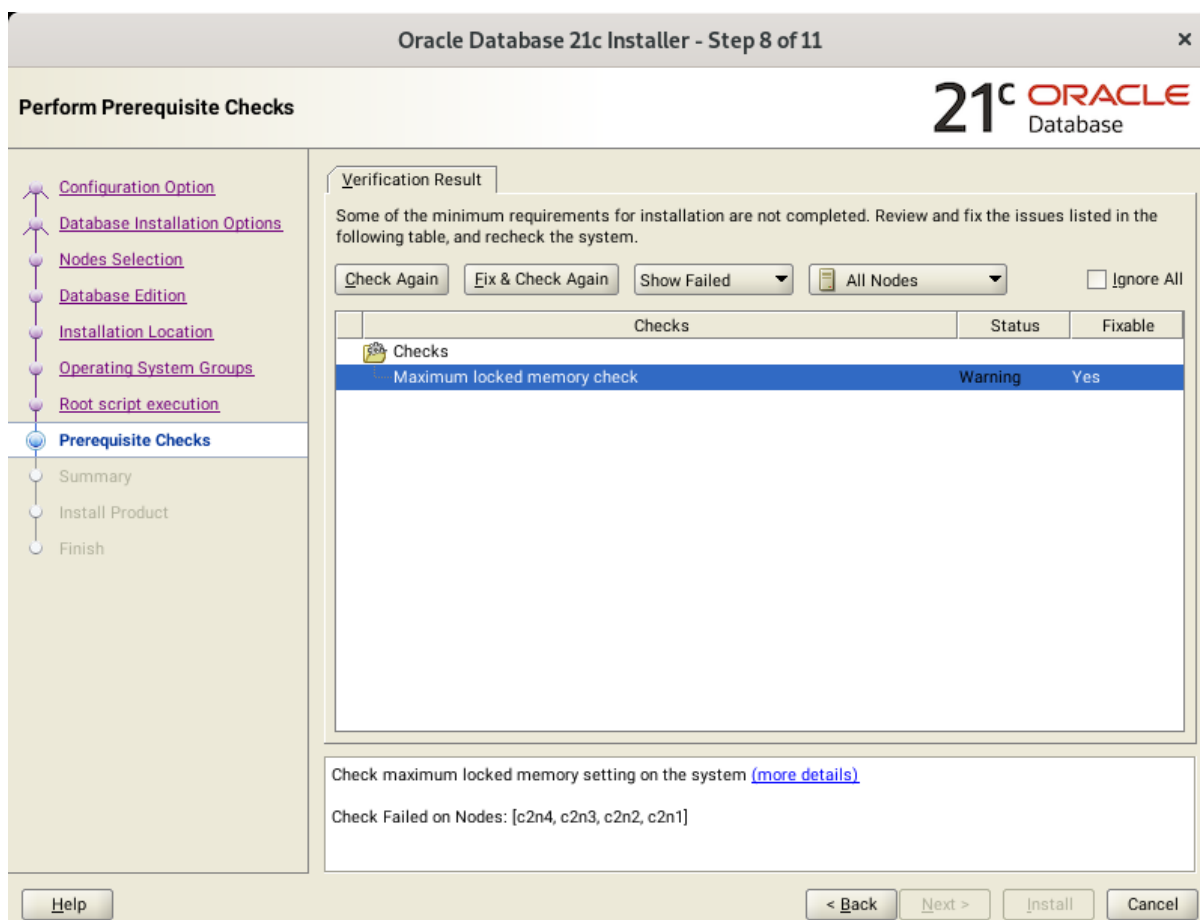 Oracle Database 21c Installer - Step 8 of 11
Perform Prerequisite Checks
21c ORACLE
Database
Configuration Option
Database Installation Options
Nodes Selection
Database Edition
Installation Location
Operating System Groups
Root script execution
Prerequisite Checks
Summary
Install Product
Finish
Verification Result
Some of the minimum requirements for installation are not completed. Review and fix the issues listed in the
following table, and recheck the system.
Check Again Fix & Check Again Show Failed All Nodes Ignore All
Checks Status Fixable
Checks
Maximum locked memory check Warning Yes
Check maximum locked memory setting on the system (more details)
Check Failed on Nodes: [c2n4, c2n3, c2n2, c2n1]
Help < Back Next > Install Cancel